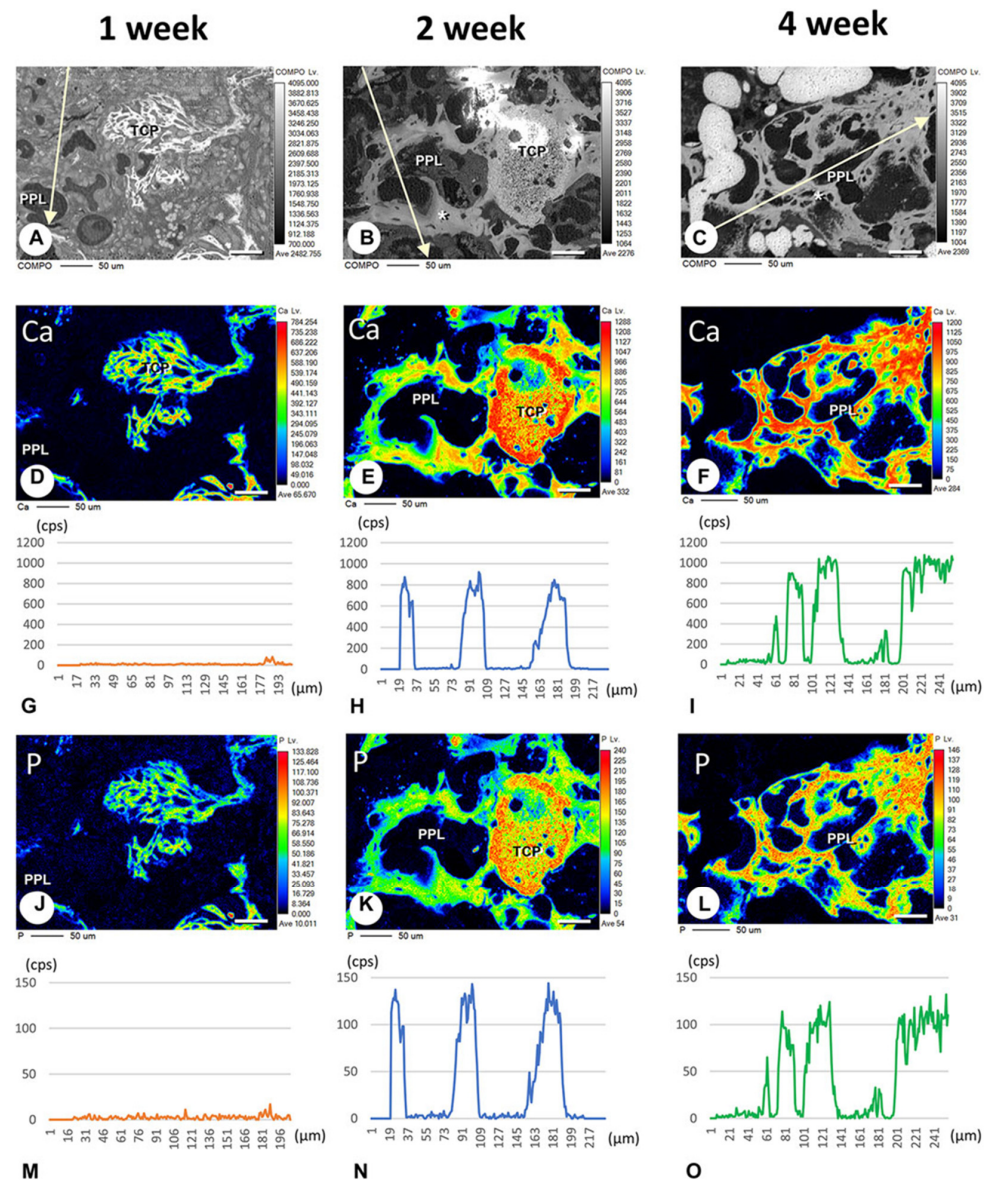 1 week
2 week
4 week
COMPO Lv.
4095.000
3882.813
3670.625
3458.438
3246.250
3034.063
2821.875
2609.688
2397.500
2185.313
1973.125
1760.938
1548.750
1336.563
1124.375
912.188
700.000
Ave 2482.755
TCP
PPL
A
COMPO 50 um
COMPO Lv.
4095
3906
3716
3527
3337
3148
2958
2769
2580
2390
2201
2011
1822
1632
1443
1253
1064
Ave 2276
PPL
TCP
*
B
COMPO 50 um
COMPO Lv.
4095
3902
3709
3515
3322
3129
2936
2743
2550
2356
2163
1970
1777
1584
1390
1197
1004
Ave 2369
PPL
*
C
COMPO 50 um
Ca
Ca Lv.
784.254
735.238
686.222
637.206
588.190
539.174
490.159
441.143
392.127
343.111
294.095
245.079
196.063
147.048
98.032
49.016
0.000
Ave 65.670
TCP
PPL
D
Ca 50 um
Ca
Ca Lv.
1288
1208
1127
1047
966
886
805
725
644
564
483
403
322
242
161
81
0
Ave 332
PPL
TCP
E
Ca 50 um
Ca
Ca Lv.
1200
1125
1050
975
900
825
750
675
600
525
450
375
300
225
150
75
0
Ave 284
PPL
F
Ca 50 um
(cps)
1200
1000
800
600
400
200
0
1 17 33 49 65 81 97 113 129 145 161 177 193 (μm)
G
(cps)
1200
1000
800
600
400
200
0
1 19 37 55 73 91 109 127 145 163 181 199 217 (μm)
H
(cps)
1200
1000
800
600
400
200
0
1 21 41 61 81 101 121 141 161 181 201 221 241 (μm)
I
P
P Lv.
133.828
125.464
117.100
108.736
100.371
92.007
83.643
75.278
66.914
58.550
50.186
41.821
33.457
25.093
16.729
8.364
0.000
Ave 10.011
PPL
J
P 50 um
P
P Lv.
240
225
210
195
180
165
150
135
120
105
90
75
60
45
30
15
0
Ave 54
PPL
TCP
K
P 50 um
P
P Lv.
146
137
128
119
109
100
91
82
73
64
55
46
36
27
18
9
0
Ave 31
PPL
L
P 50 um
(cps)
150
100
50
0
1 16 31 46 61 76 91 106 121 136 151 166 181 196 (μm)
M
(cps)
150
100
50
0
1 19 37 55 73 91 109 127 145 163 181 199 217 (μm)
N
(cps)
150
100
50
0
1 21 41 61 81 101 121 141 161 181 201 221 241 (μm)
O